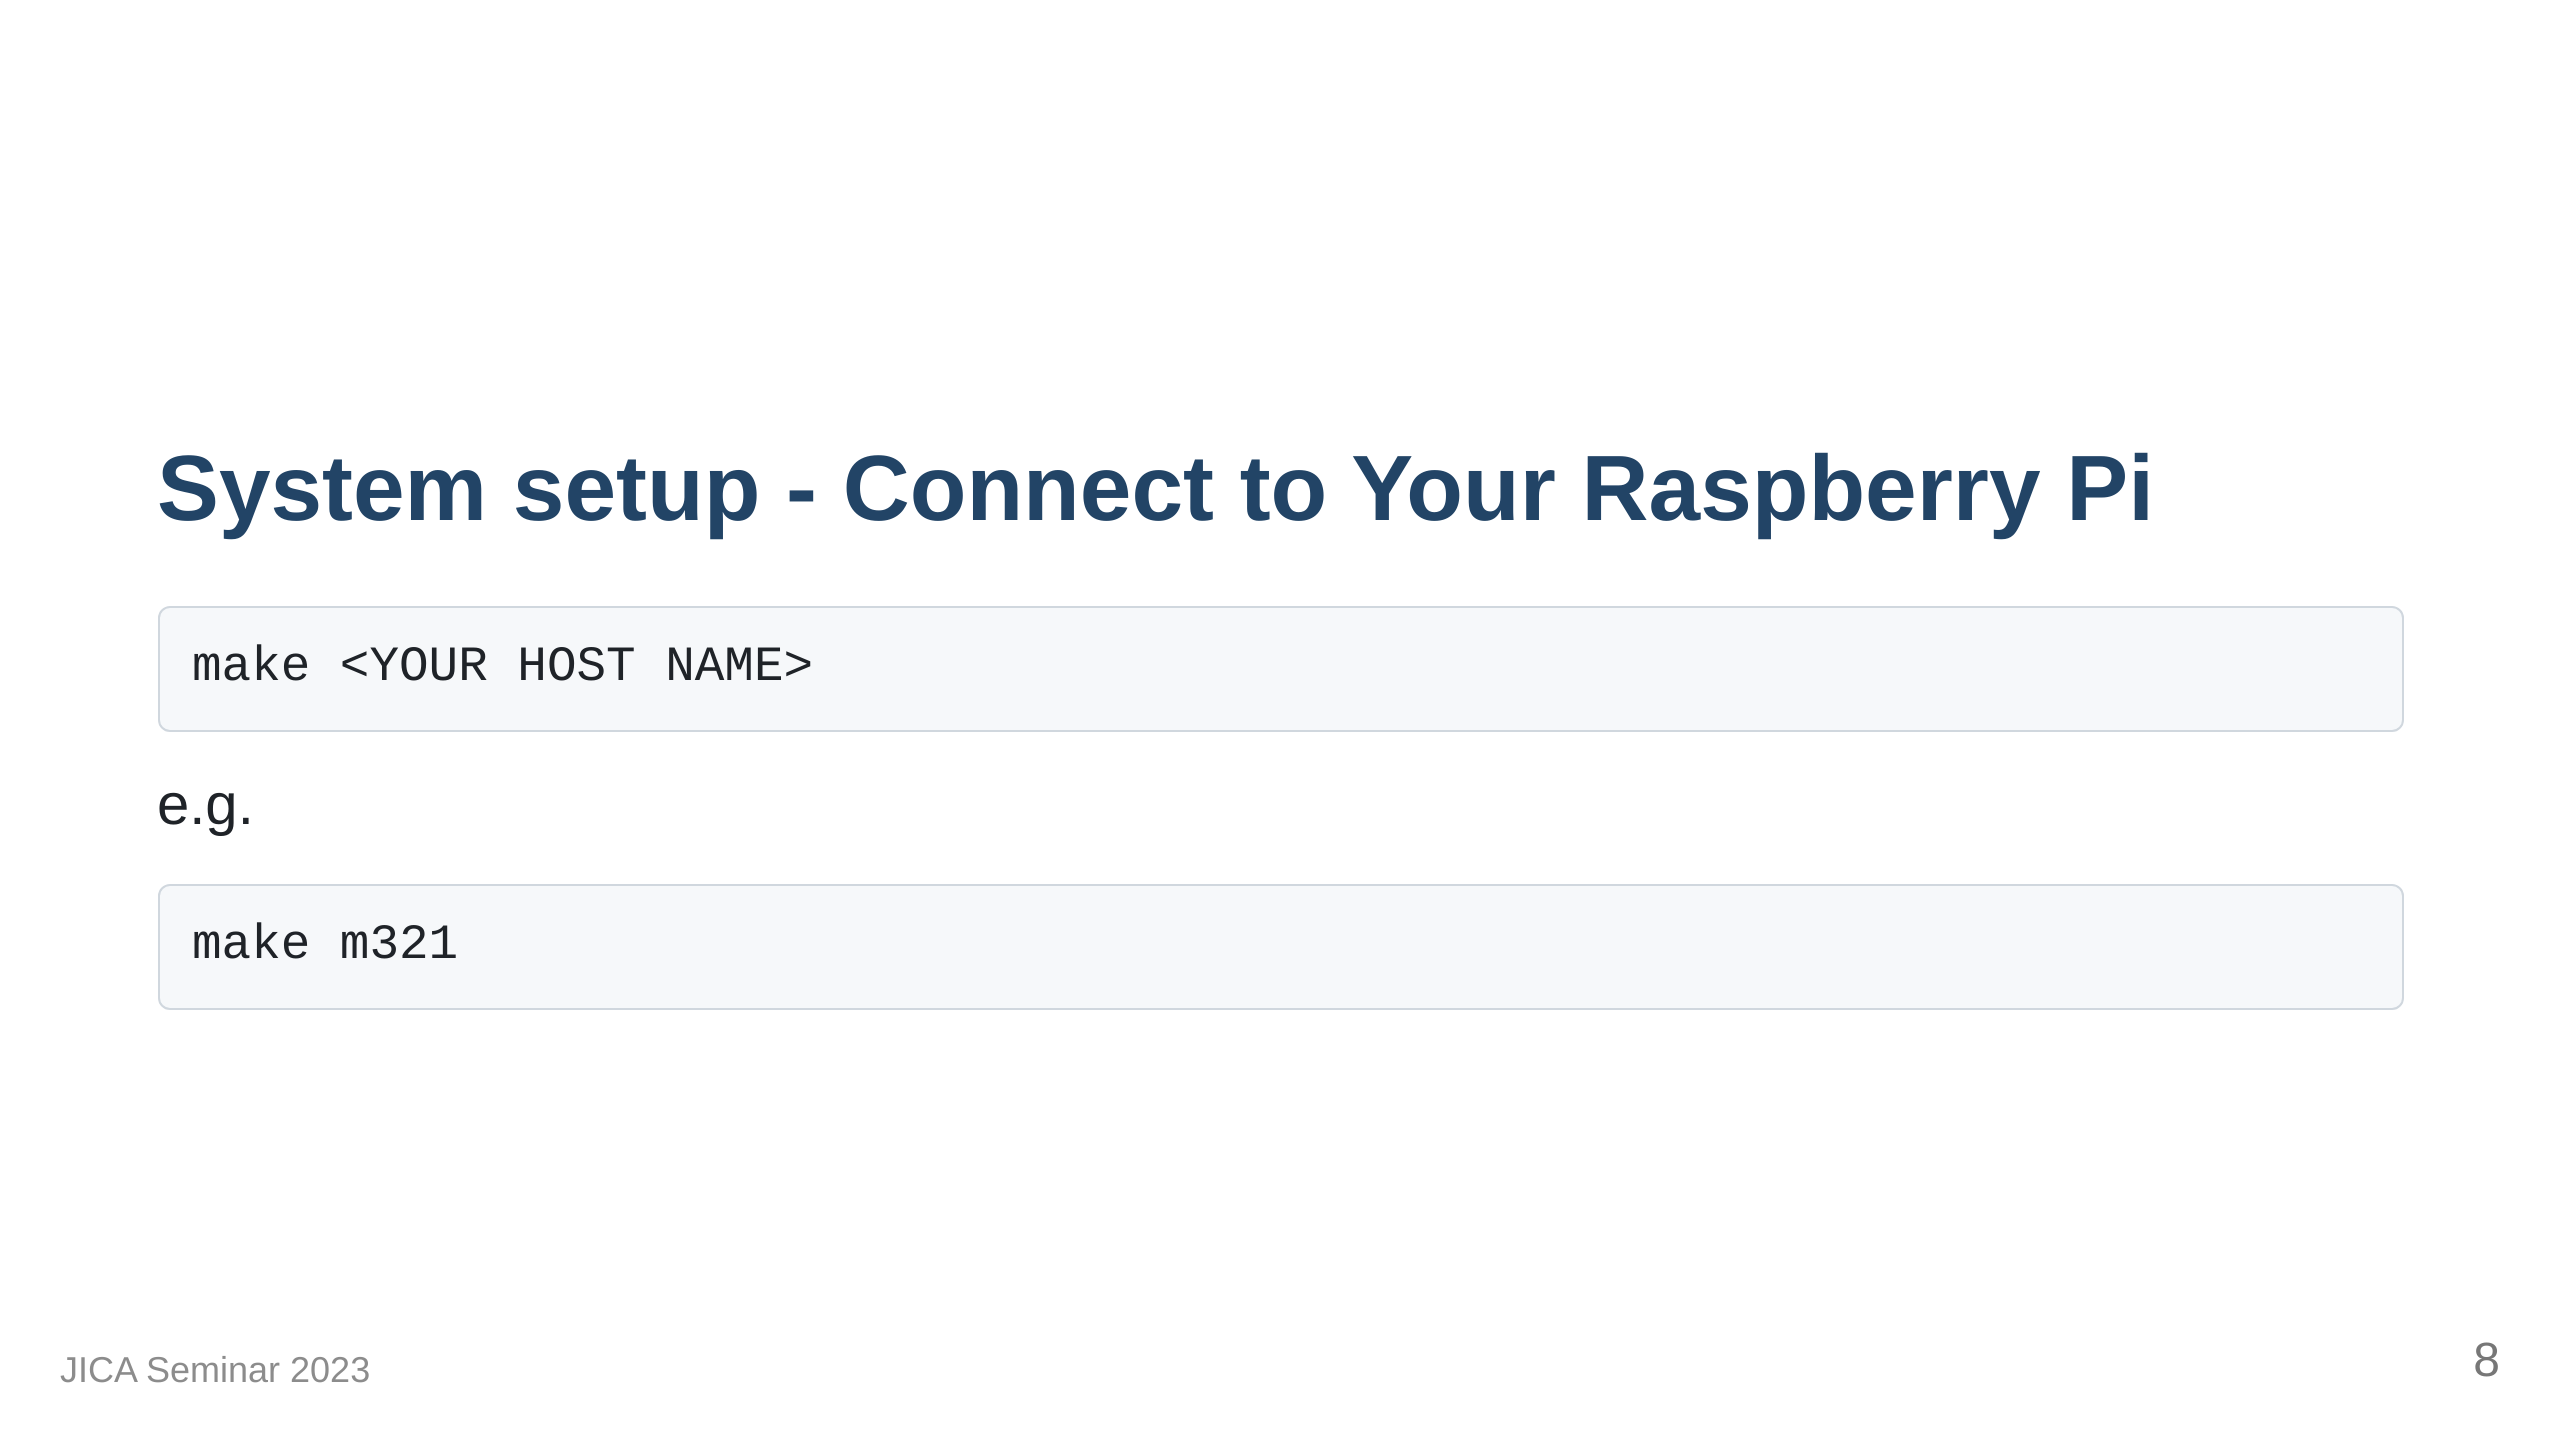 System setup - Connect to Your Raspberry Pi
make <YOUR HOST NAME>
e.g.
make m321
JICA Seminar 2023
8